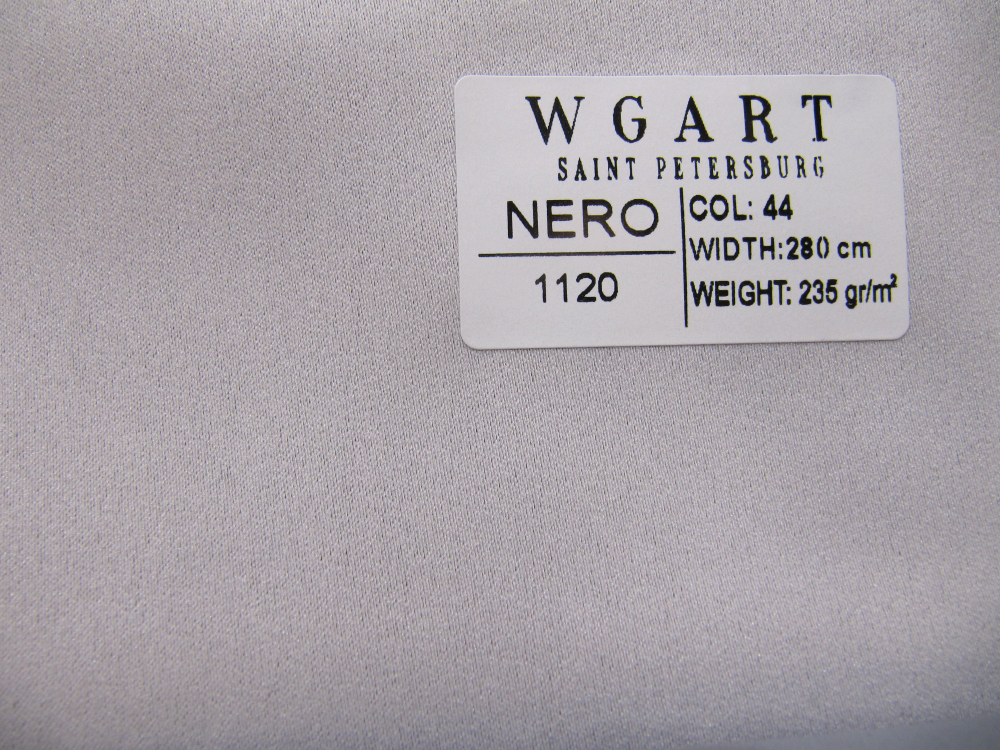 WGART
SAINT PETERSBURG
NERO
1120
COL: 44
WIDTH:280 cm
WEIGHT: 235 gr/m²